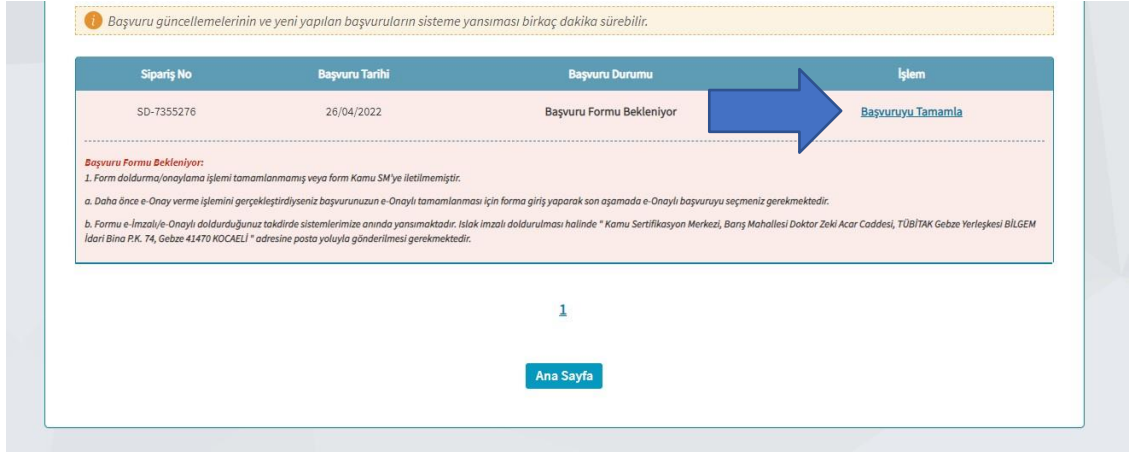 Başvuru güncellemelerinin ve yeni yapılan başvuruların sisteme yansıması birkaç dakika sürebilir.
Sipariş No Başvuru Tarihi Başvuru Durumu İşlem
SD-7355276 26/04/2022 Başvuru Formu Bekleniyor Başvuruyu Tamamla
Başvuru Formu Bekleniyor:
1. Form doldurma/onaylama işlemi tamamlanmamış veya form Kamu SM'ye iletilmemiştir.
a. Daha önce e-Onay verme işlemini gerçekleştirdiyseniz başvurunuzun e-Onaylı tamamlanması için forma giriş yaparak son aşamada e-Onaylı başvuruyu seçmeniz gerekmektedir.
b. Formu e-İmzalı/e-Onaylı doldurduğunuz takdirde sistemlerimize anında yansımaktadır. Islak imzalı doldurulması halinde " Kamu Sertifikasyon Merkezi, Barış Mahallesi Doktor Zeki Acar Caddesi, TÜBİTAK Gebze Yerleşkesi BİLGEM
İdari Bina P.K. 74, Gebze 41470 KOCAELİ " adresine posta yoluyla gönderilmesi gerekmektedir.
1
Ana Sayfa